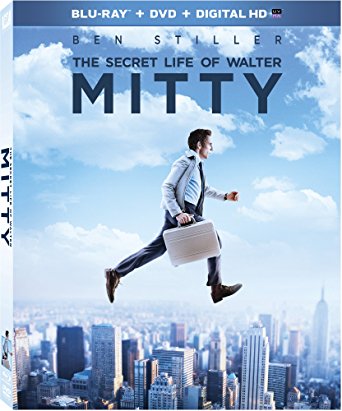 BLU-RAY + DVD + DIGITAL HD
BEN STILLER
THE SECRET LIFE OF WALTER
MITTY
MITTY